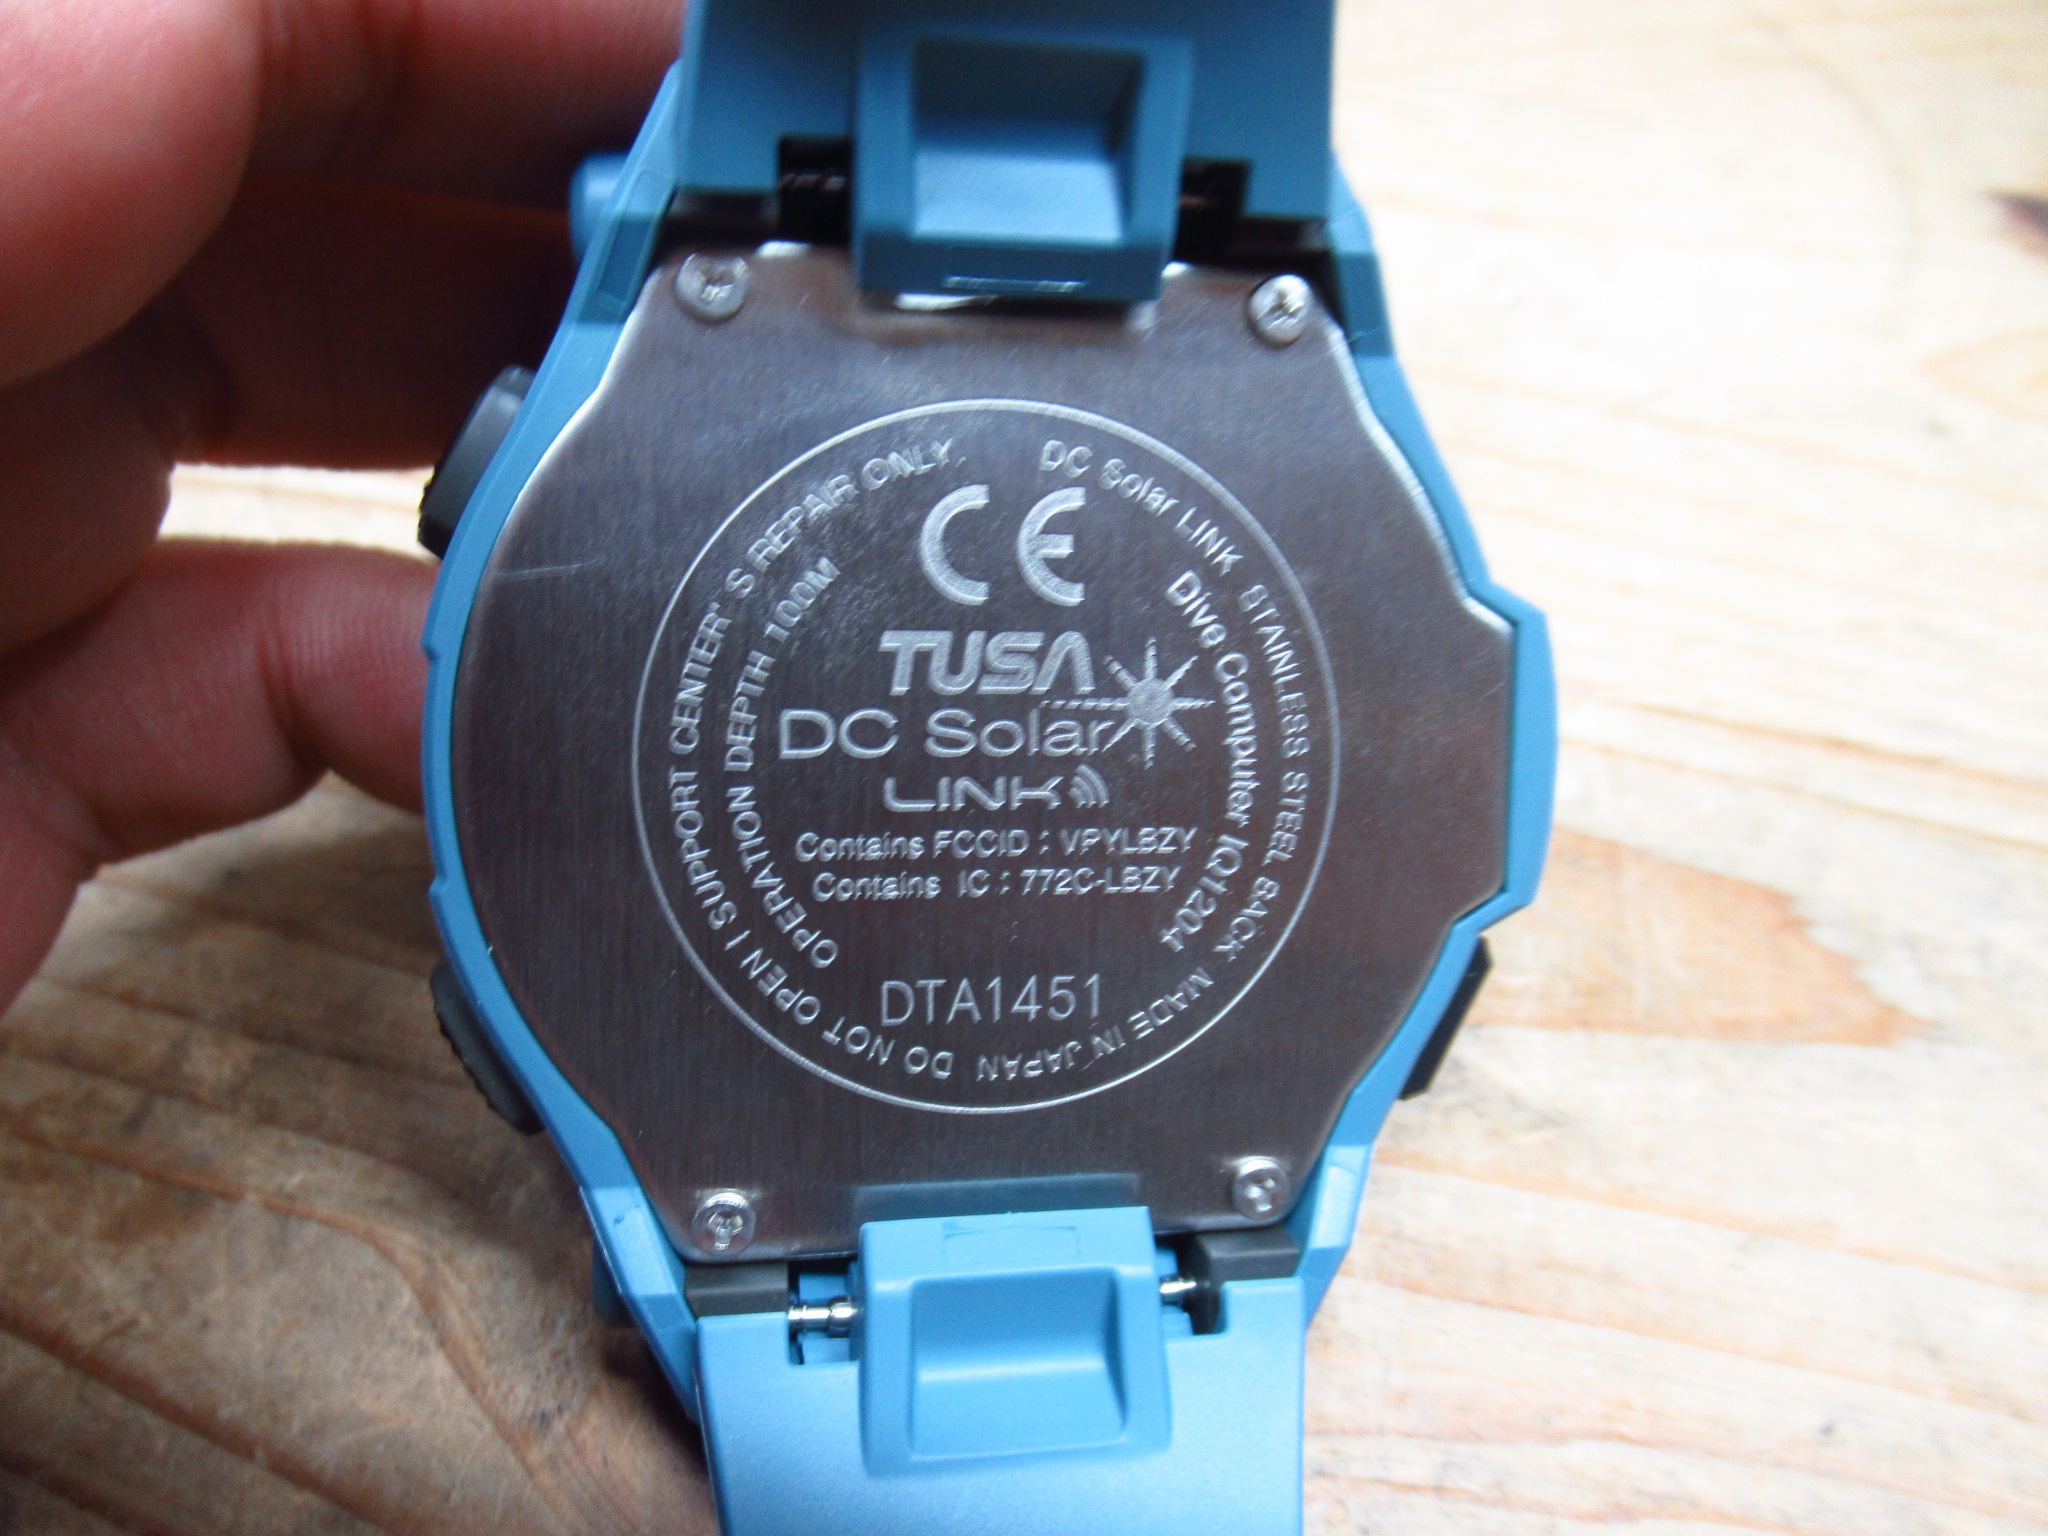 DC Solar LINK STAINLESS STEEL BACK MADE IN JAPAN
DO NOT OPEN ! SUPPORT CENTER'S REPAIR ONLY.
Dive Computer IQ1204
OPERATION DEPTH 100M
CE
TUSA
DC Solar
LINK
Contains FCCID : VPYLBZY
Contains IC : 772C-LBZY
DTA1451